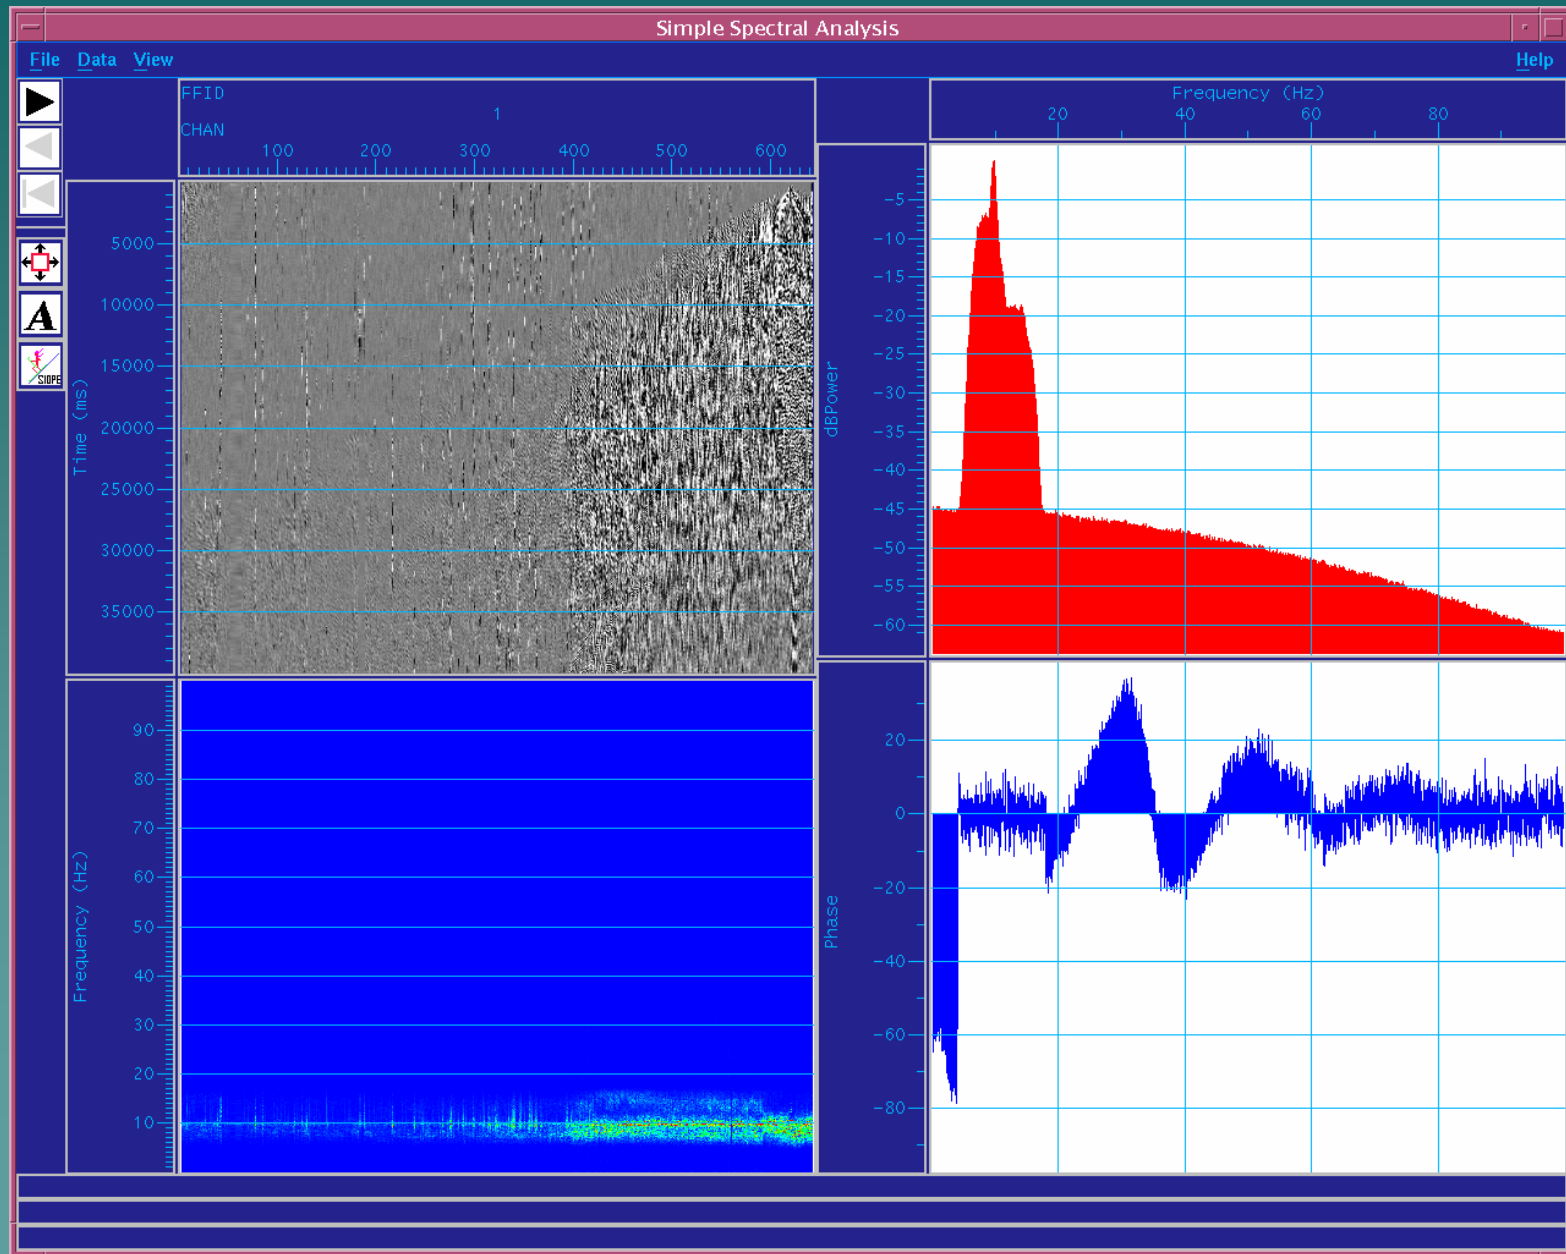 Simple Spectral Analysis
File Data View Help
FFID
1
CHAN
100 200 300 400 500 600
Time (ms)
5000
10000
15000
20000
25000
30000
35000
A
SlOPE
Frequency (Hz)
90
80
70
60
50
40
30
20
10
Frequency (Hz)
20 40 60 80
dBPower
-5
-10
-15
-20
-25
-30
-35
-40
-45
-50
-55
-60
Phase
20
0
-20
-40
-60
-80